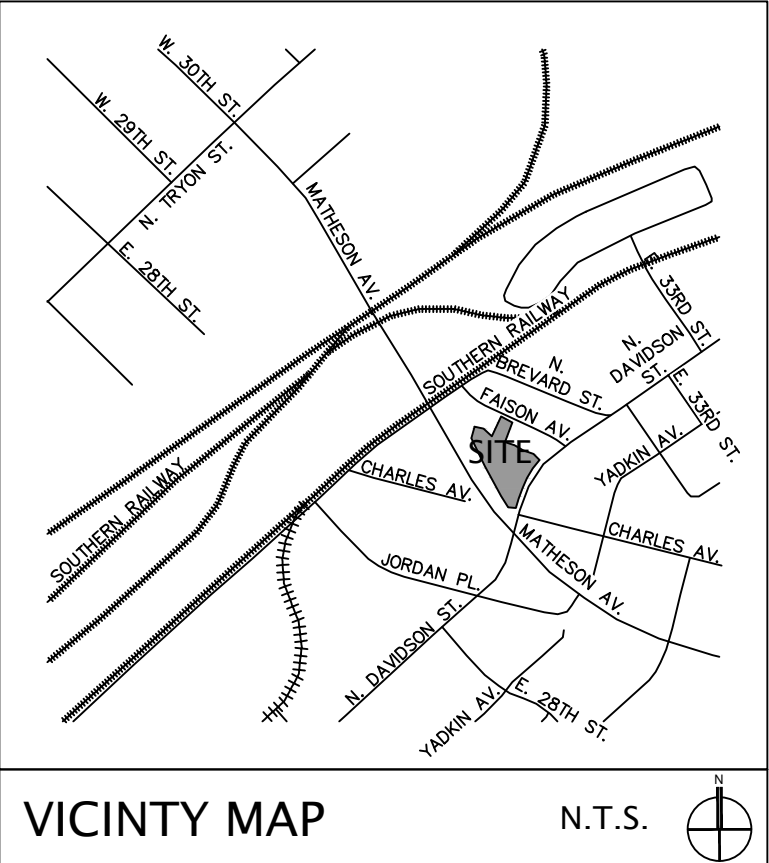 W. 30TH ST.
W. 29TH ST.
N. TRYON ST.
MATHESON AV.
E. 28TH ST.
E. 33RD ST.
SOUTHERN RAILWAY
N.
DAVIDSON
ST.
N.
BREVARD ST.
E. 33RD ST.
FAISON AV.
SITE
YADKIN AV.
SOUTHERN RAILWAY
CHARLES AV.
CHARLES AV.
MATHESON AV.
JORDAN PL.
N. DAVIDSON ST.
E. 28TH ST.
YADKIN AV.
N
VICINTY MAP
N.T.S.